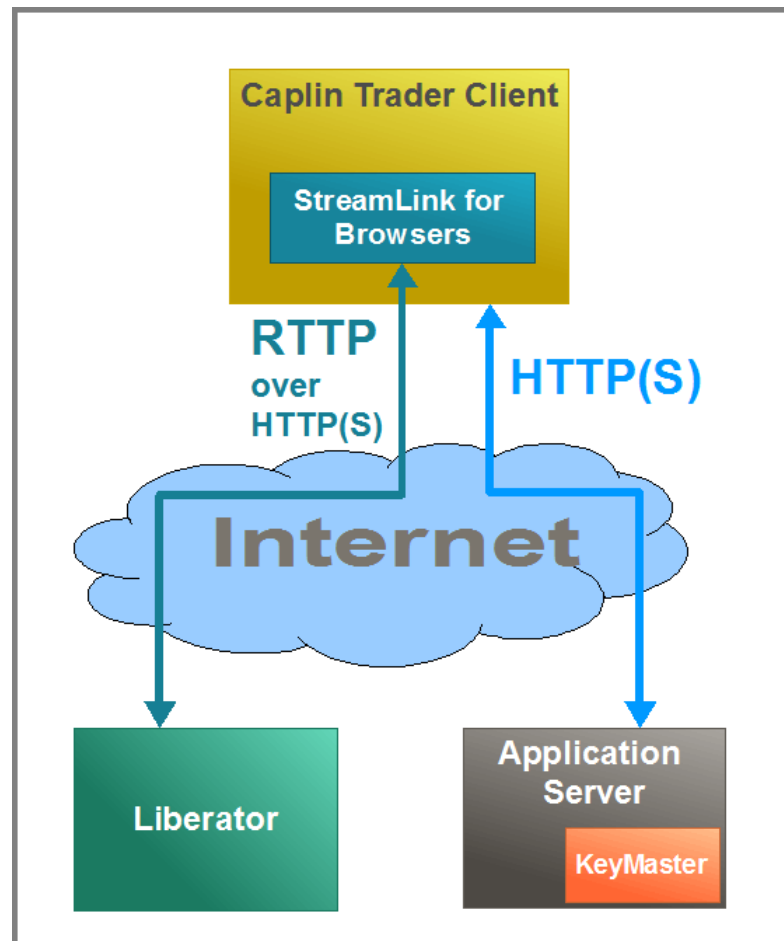 Caplin Trader Client
StreamLink for
Browsers
RTTP
over
HTTP(S)
HTTP(S)
Internet
Liberator
Application
Server
KeyMaster